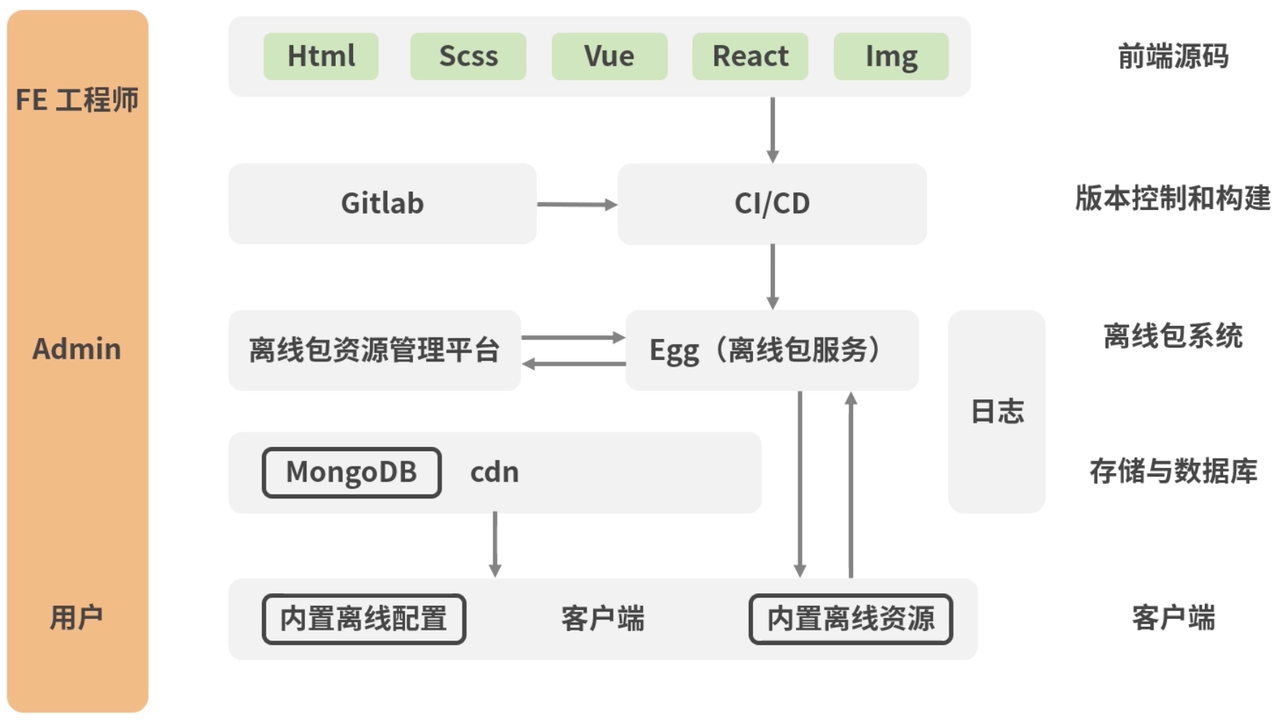 FE 工程师
Html Scss Vue React Img
前端源码
Gitlab
CI/CD
版本控制和构建
Admin
离线包资源管理平台
Egg（离线包服务）
离线包系统
日志
MongoDB
cdn
存储与数据库
用户
内置离线配置
客户端
内置离线资源
客户端